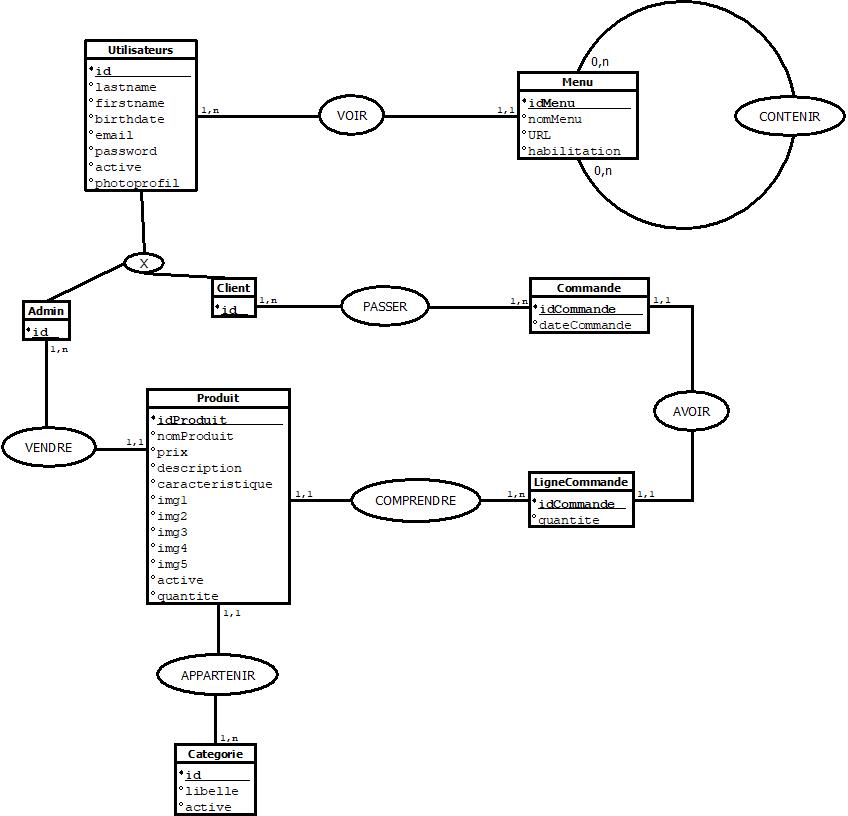 Utilisateurs
id
lastname
firstname
birthdate
email
password
active
photoprofil
1,n
VOIR
1,1
0,n
Menu
idMenu
nomMenu
URL
habilitation
0,n
CONTENIR
X
Admin
id
1,n
Client
id
1,n
PASSER
1,n
Commande
idCommande
dateCommande
1,1
AVOIR
VENDRE
1,1
Produit
idProduit
nomProduit
prix
description
caracteristique
img1
img2
img3
img4
img5
active
quantite
1,1
COMPRENDRE
1,n
LigneCommande
idCommande
quantite
1,1
1,1
APPARTENIR
1,n
Categorie
id
libelle
active